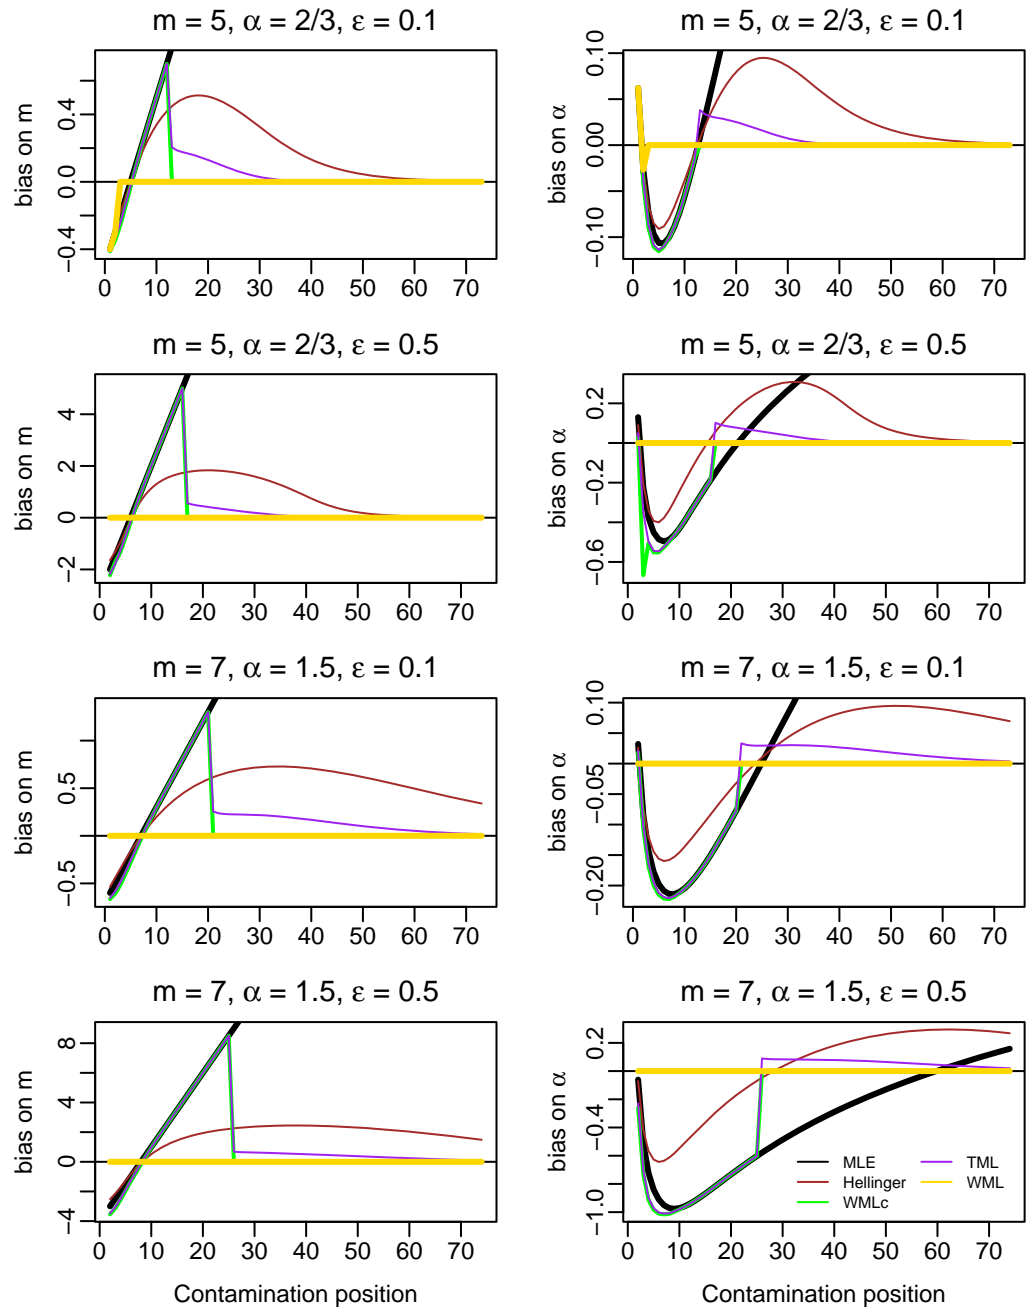 m = 5, α = 2/3, ε = 0.1
bias on m
−0.4 0.0 0.4
0 10 20 30 40 50 60 70
m = 5, α = 2/3, ε = 0.1
bias on α
−0.10 0.00 0.10
0 10 20 30 40 50 60 70
m = 5, α = 2/3, ε = 0.5
bias on m
−2 0 2 4
0 10 20 30 40 50 60 70
m = 5, α = 2/3, ε = 0.5
bias on α
−0.6 −0.2 0.2
0 10 20 30 40 50 60 70
m = 7, α = 1.5, ε = 0.1
bias on m
−0.5 0.5
0 10 20 30 40 50 60 70
m = 7, α = 1.5, ε = 0.1
bias on α
−0.20 −0.05 0.10
0 10 20 30 40 50 60 70
m = 7, α = 1.5, ε = 0.5
bias on m
−4 0 4 8
0 10 20 30 40 50 60 70
Contamination position
m = 7, α = 1.5, ε = 0.5
bias on α
−1.0 −0.4 0.2
MLE
Hellinger
WMLc
TML
WML
0 10 20 30 40 50 60 70
Contamination position